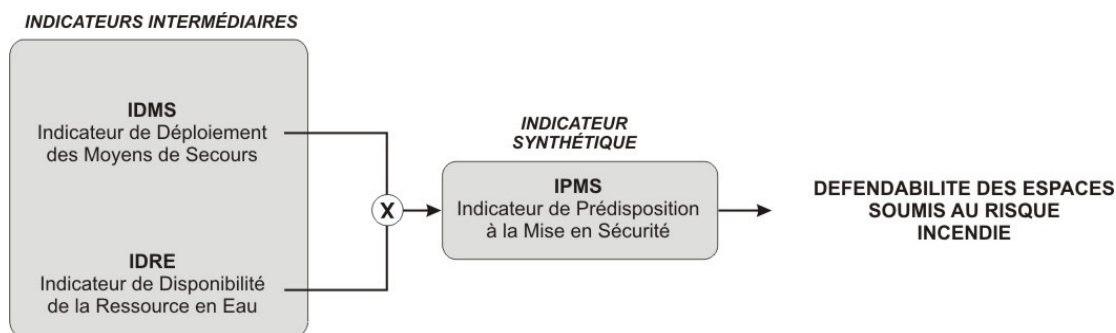 INDICATEURS INTERMÉDIAIRES
IDMS
Indicateur de Déploiement
des Moyens de Secours
IDRE
Indicateur de Disponibilité
de la Ressource en Eau
X
INDICATEUR
SYNTHÉTIQUE
IPMS
Indicateur de Prédisposition
à la Mise en Sécurité
DEFENDABILITE DES ESPACES
SOUMIS AU RISQUE
INCENDIE